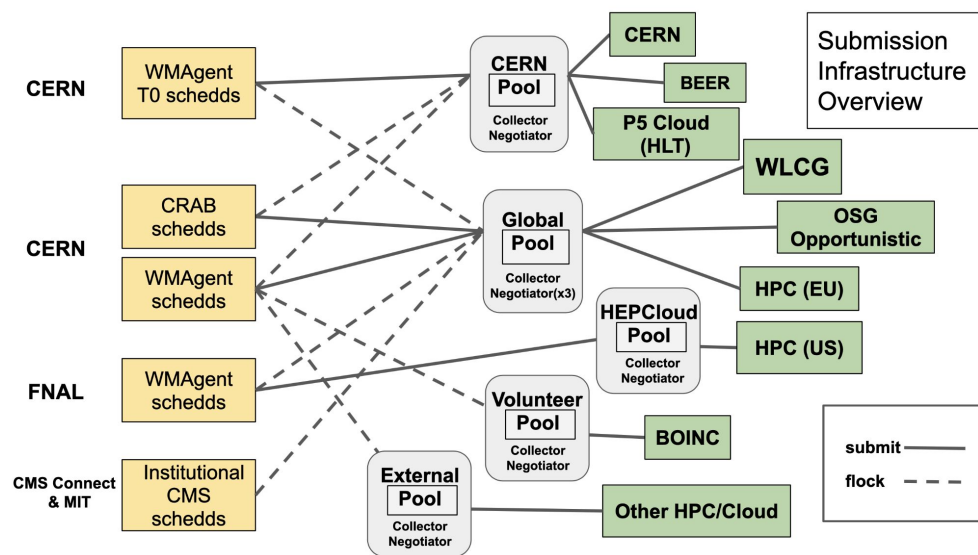 Submission
Infrastructure
Overview
CERN
WMAgent
T0 schedds
CERN
Pool
Collector
Negotiator
CERN
BEER
P5 Cloud
(HLT)
CERN
CRAB
schedds
WMAgent
schedds
Global
Pool
Collector
Negotiator(x3)
WLCG
OSG
Opportunistic
HPC (EU)
HEPCloud
Pool
Collector
Negotiator
HPC (US)
FNAL
WMAgent
schedds
Volunteer
Pool
Collector
Negotiator
BOINC
CMS Connect
& MIT
Institutional
CMS
schedds
External
Pool
Collector
Negotiator
Other HPC/Cloud
submit
flock